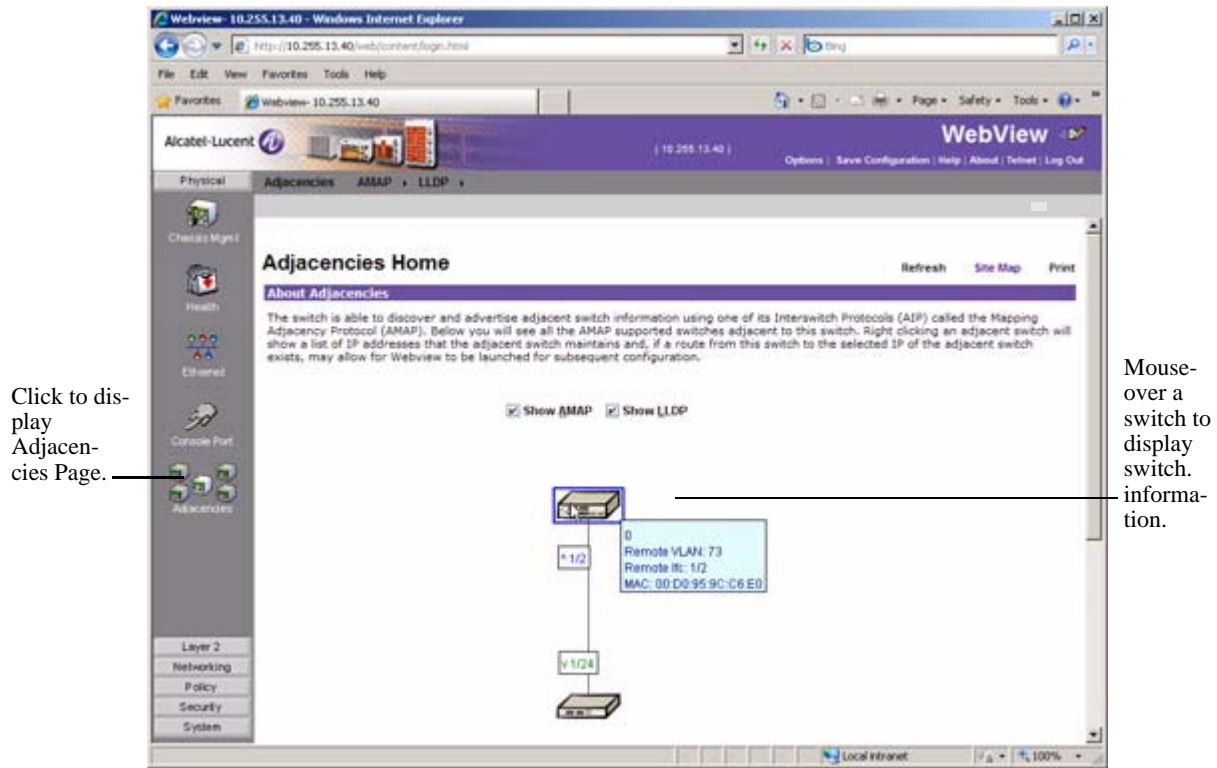 Webview- 10.255.13.40 - Windows Internet Explorer
http://10.255.13.40/web/content/login.html
Bing
File Edit View Favorites Tools Help
Favorites Webview- 10.255.13.40 Page Safety Tools
Alcatel-Lucent ( 10.255.13.40 ) WebView
Options | Save Configuration | Help | About | Telnet | Log Out
Physical Adjacencies AMAP LLDP
Chassis Mgmt
Health
Ethernet
Console Port
Adjacencies
Layer 2
Networking
Policy
Security
System
Adjacencies Home
Refresh Site Map Print
About Adjacencies
The switch is able to discover and advertise adjacent switch information using one of its Interswitch Protocols (AIP) called the Mapping
Adjacency Protocol (AMAP). Below you will see all the AMAP supported switches adjacent to this switch. Right clicking an adjacent switch will
show a list of IP addresses that the adjacent switch maintains and, if a route from this switch to the selected IP of the adjacent switch
exists, may allow for Webview to be launched for subsequent configuration.
Show AMAP Show LLDP
0
Remote VLAN: 73
Remote Ifc: 1/2
MAC: 00:D0:95:9C:C6:E0
^ 1/2
v 1/24
Local intranet 100%
Click to dis-
play
Adjacen-
cies Page.
Mouse-
over a
switch to
display
switch.
informa-
tion.